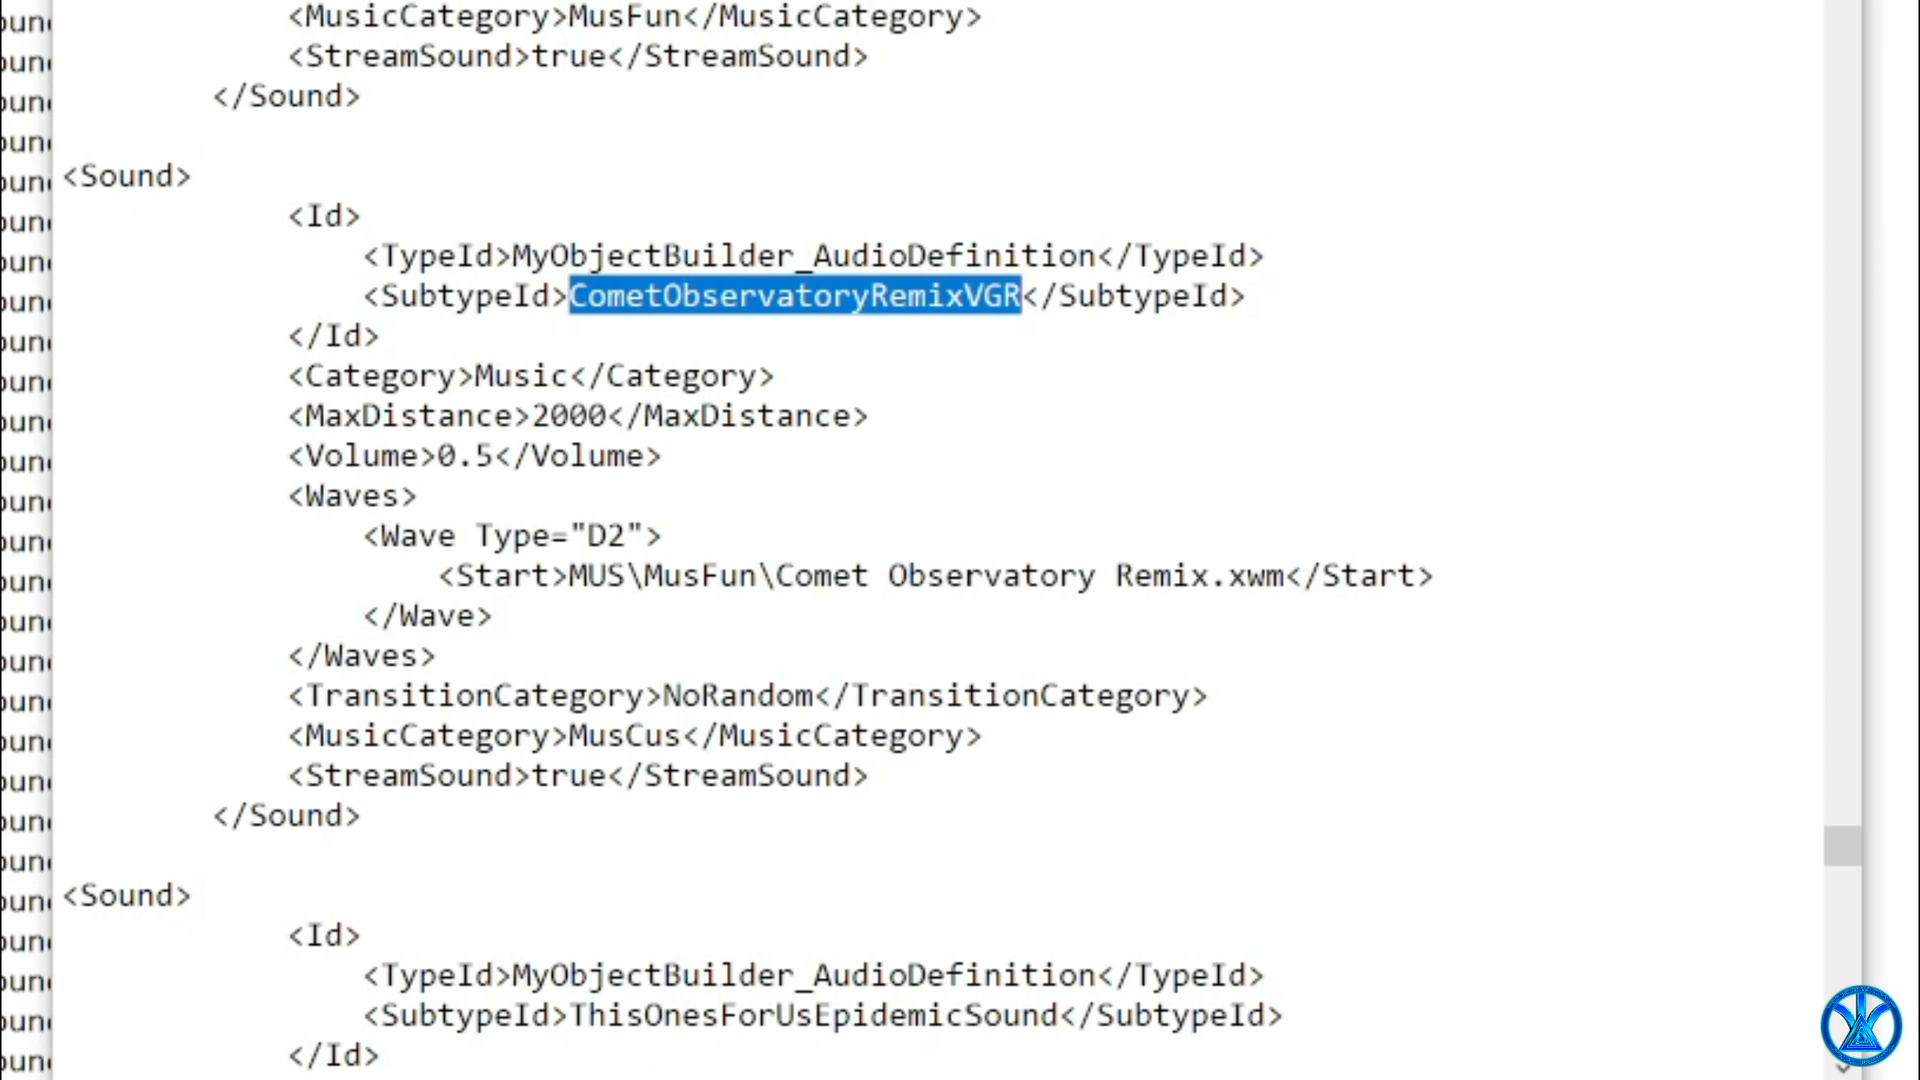 <MusicCategory>MusFun</MusicCategory>
<StreamSound>true</StreamSound>
</Sound>
<Sound>
<Id>
<TypeId>MyObjectBuilder_AudioDefinition</TypeId>
<SubtypeId>CometObservatoryRemixVGR</SubtypeId>
</Id>
<Category>Music</Category>
<MaxDistance>2000</MaxDistance>
<Volume>0.5</Volume>
<Waves>
<Wave Type="D2">
<Start>MUS\MusFun\Comet Observatory Remix.xwm</Start>
</Wave>
</Waves>
<TransitionCategory>NoRandom</TransitionCategory>
<MusicCategory>MusCus</MusicCategory>
<StreamSound>true</StreamSound>
</Sound>
<Sound>
<Id>
<TypeId>MyObjectBuilder_AudioDefinition</TypeId>
<SubtypeId>ThisOnesForUsEpidemicSound</SubtypeId>
</Id>